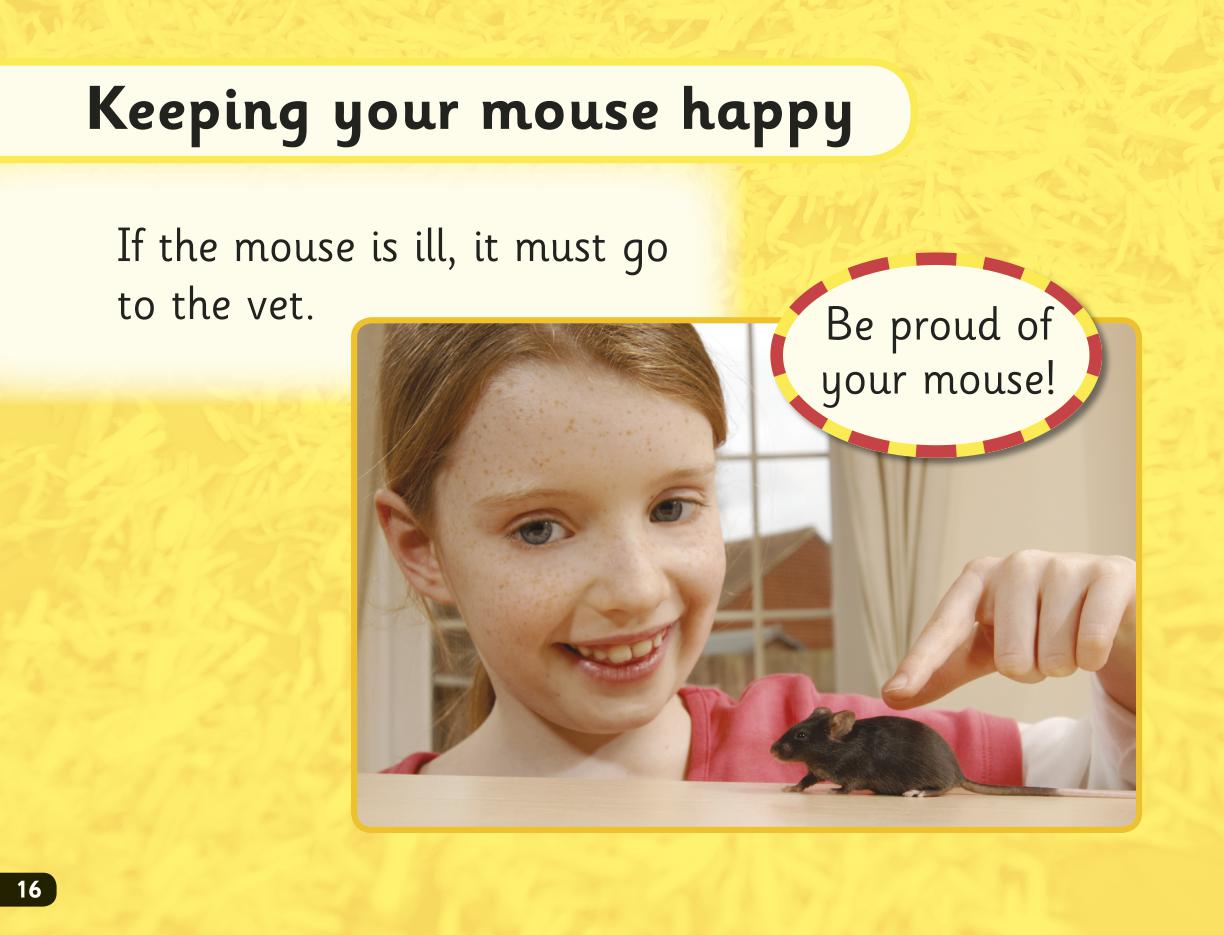 Keeping your mouse happy
If the mouse is ill, it must go
to the vet.
Be proud of
your mouse!
16